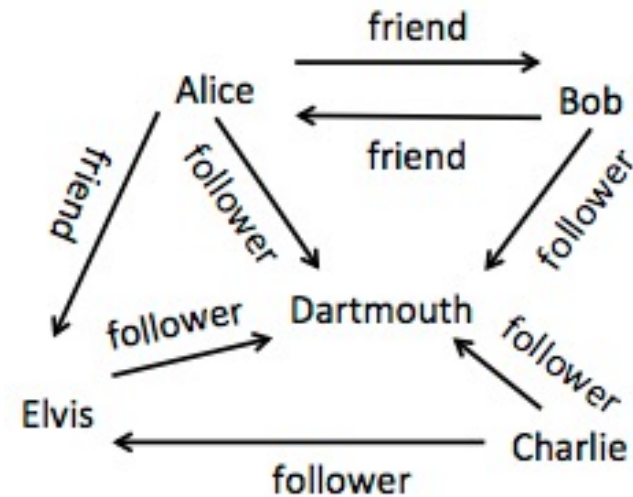 friend
Alice
Bob
friend
friend
follower
follower
Dartmouth
follower
follower
Elvis
Charlie
follower